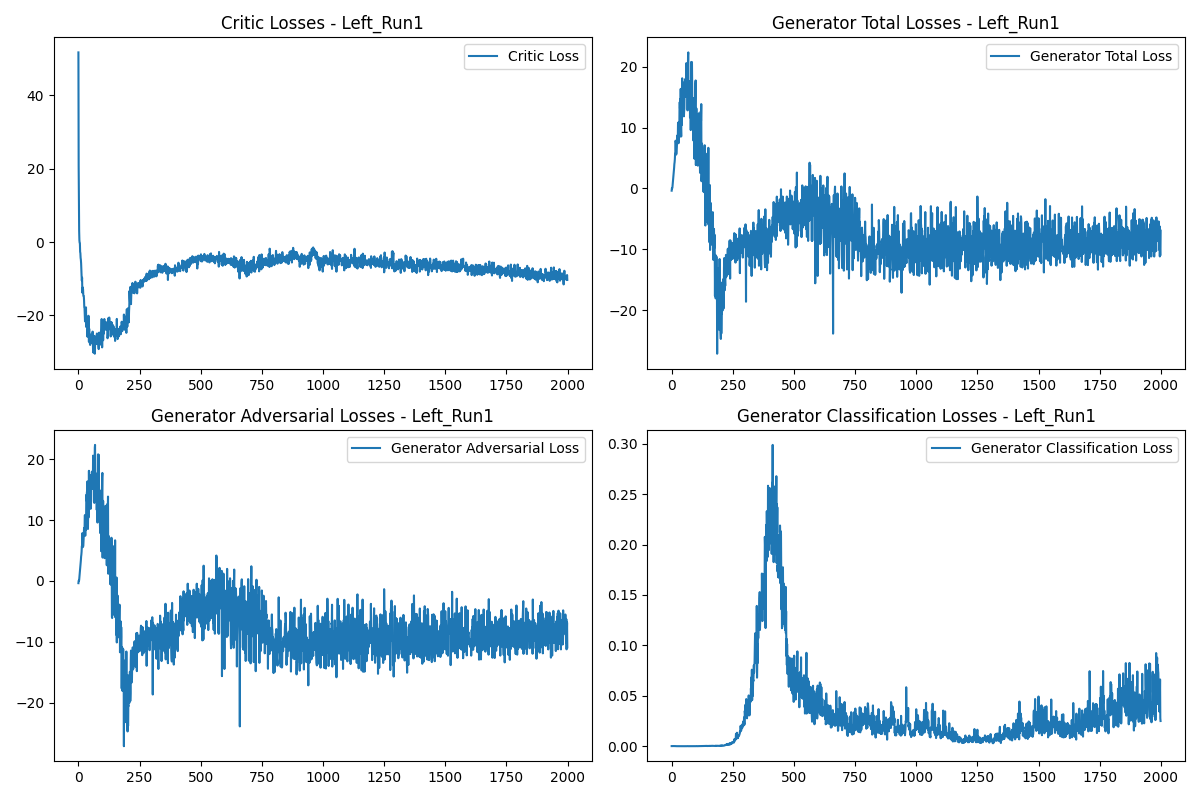 Critic Losses - Left_Run1
Critic Loss
40
20
0
−20
0 250 500 750 1000 1250 1500 1750 2000
Generator Total Losses - Left_Run1
Generator Total Loss
20
10
0
−10
−20
0 250 500 750 1000 1250 1500 1750 2000
Generator Adversarial Losses - Left_Run1
Generator Adversarial Loss
20
10
0
−10
−20
0 250 500 750 1000 1250 1500 1750 2000
Generator Classification Losses - Left_Run1
Generator Classification Loss
0.30
0.25
0.20
0.15
0.10
0.05
0.00
0 250 500 750 1000 1250 1500 1750 2000